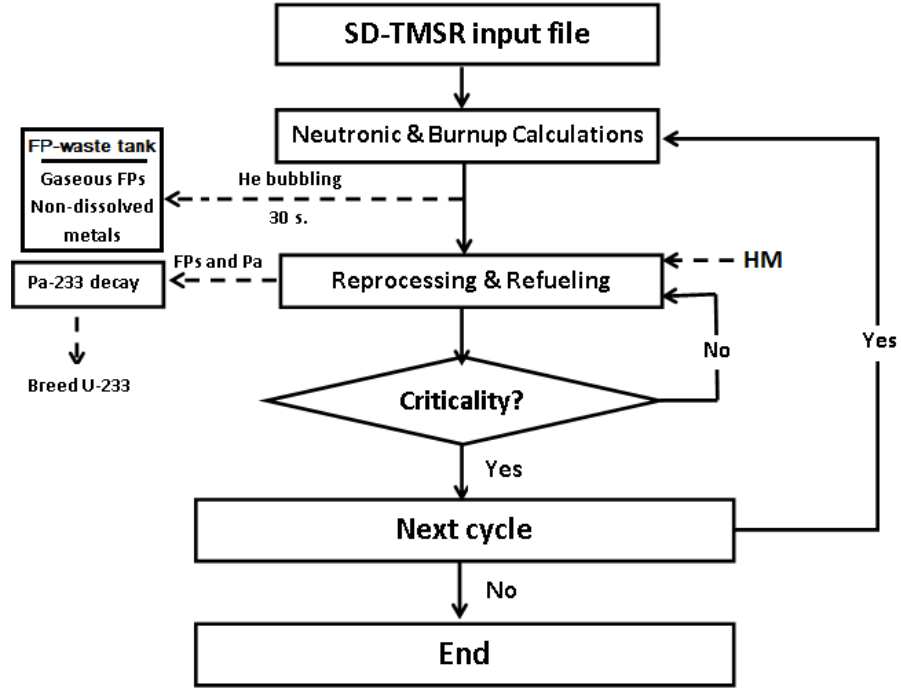 SD-TMSR input file
Neutronic & Burnup Calculations
FP-waste tank
Gaseous FPs
Non-dissolved
metals
He bubbling
30 s.
FPs and Pa
Reprocessing & Refueling
HM
Pa-233 decay
Breed U-233
No
Yes
Criticality?
Yes
Next cycle
No
End